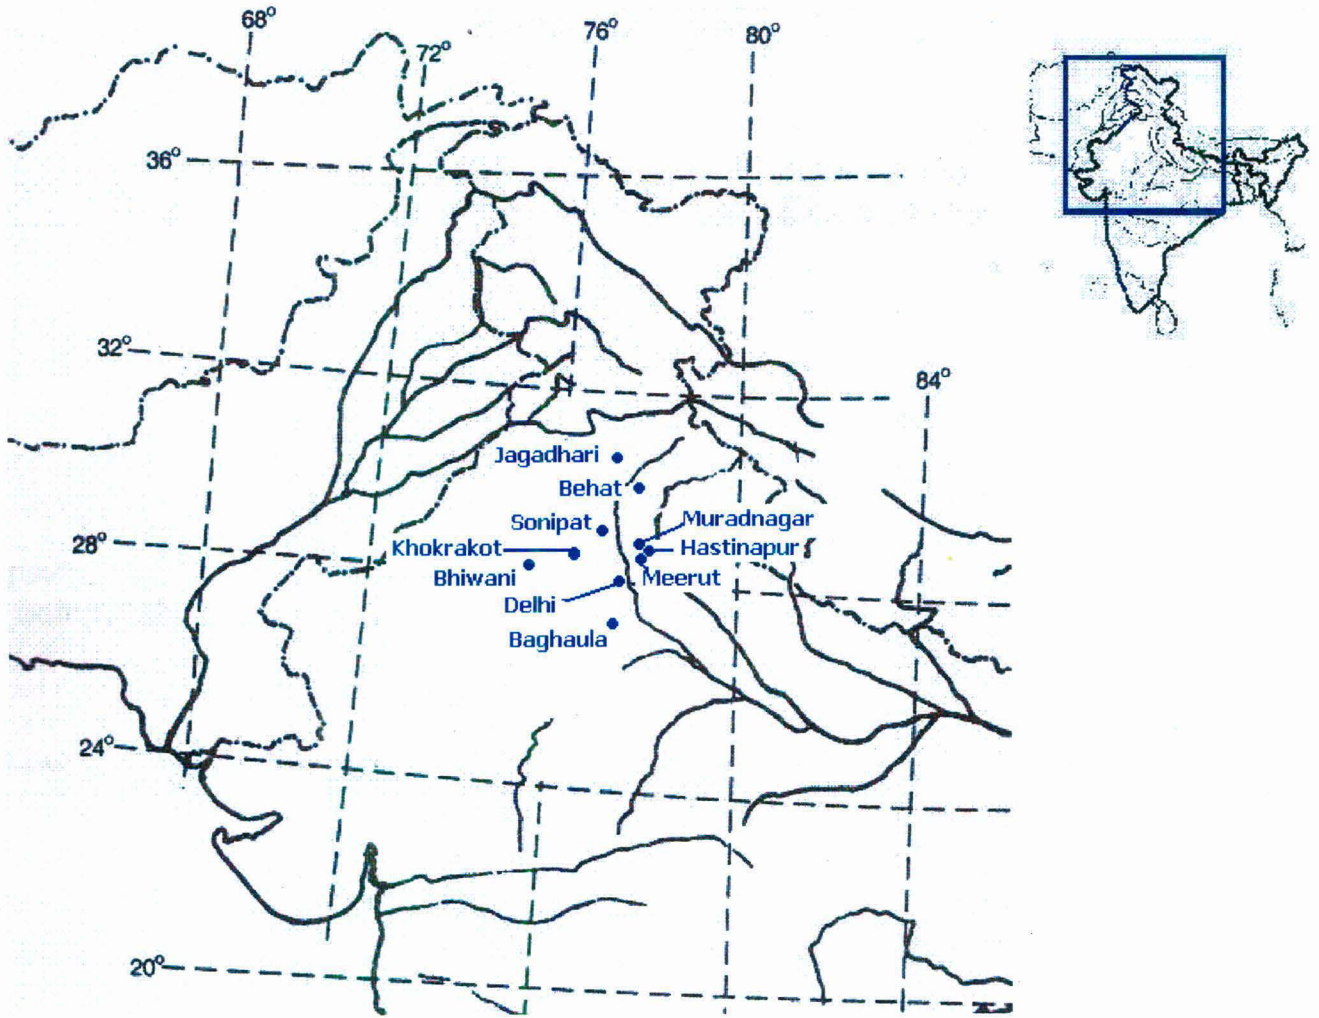 68°
76°
80°
72°
36°
32°
84°
Jagadhari
Behat
Sonipat
Muradnagar
28°
Khokrakot
Hastinapur
Bhiwani
Meerut
Delhi
Baghaula
24°
20°